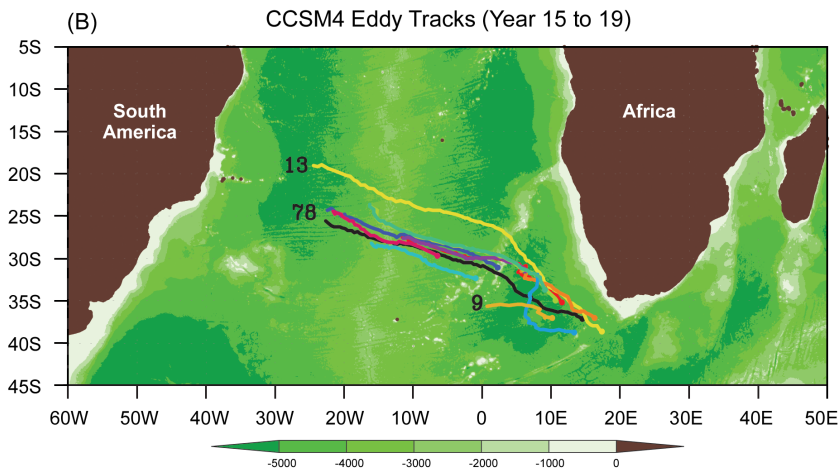 (B) CCSM4 Eddy Tracks (Year 15 to 19)
5S
10S
15S
20S
25S
30S
35S
40S
45S
South
America
Africa
13
78
9
60W 50W 40W 30W 20W 10W 0 10E 20E 30E 40E 50E
-5000 -4000 -3000 -2000 -1000 0